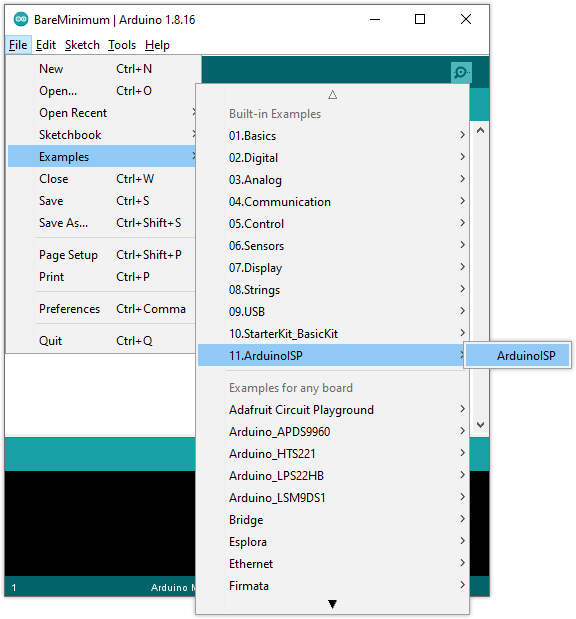 BareMinimum | Arduino 1.8.16
File Edit Sketch Tools Help
New Ctrl+N
Open... Ctrl+O
Open Recent
Sketchbook
Examples
Close Ctrl+W
Save Ctrl+S
Save As... Ctrl+Shift+S
Page Setup Ctrl+Shift+P
Print Ctrl+P
Preferences Ctrl+Comma
Quit Ctrl+Q
Built-in Examples
01.Basics
02.Digital
03.Analog
04.Communication
05.Control
06.Sensors
07.Display
08.Strings
09.USB
10.StarterKit_BasicKit
11.ArduinoISP
ArduinoISP
Examples for any board
Adafruit Circuit Playground
Arduino_APDS9960
Arduino_HTS221
Arduino_LPS22HB
Arduino_LSM9DS1
Bridge
Esplora
Ethernet
Firmata
1 Arduino M